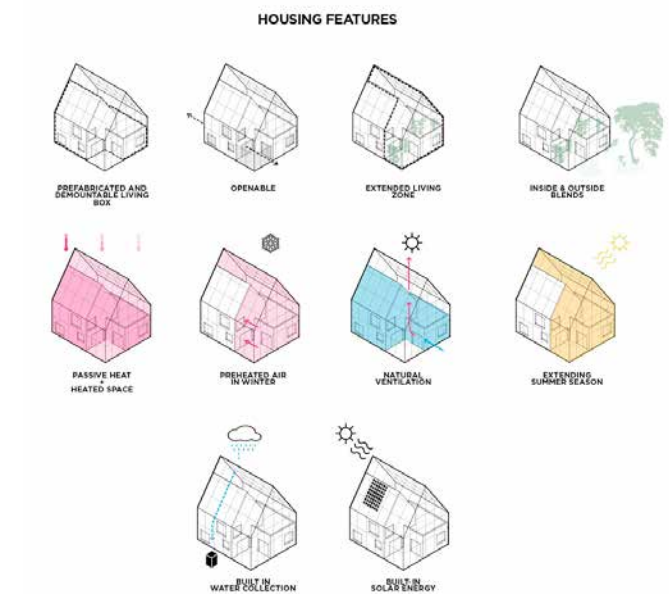 HOUSING FEATURES
PREFABRICATED AND
DEMOUNTABLE LIVING
BOX
OPENABLE
EXTENDED LIVING
ZONE
INSIDE & OUTSIDE
BLENDS
PASSIVE HEAT
+
HEATED SPACE
PREHEATED AIR
IN WINTER
NATURAL
VENTILATION
EXTENDING
SUMMER SEASON
BUILT IN
WATER COLLECTION
BUILT-IN
SOLAR ENERGY